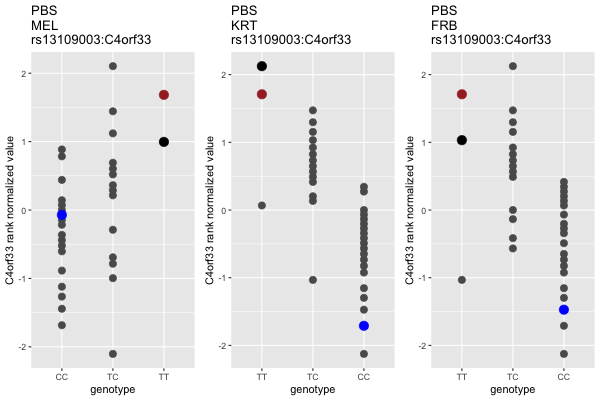 PBS
MEL
rs13109003:C4orf33
PBS
KRT
rs13109003:C4orf33
PBS
FRB
rs13109003:C4orf33
C4orf33 rank normalized value
2
1
0
-1
-2
CC
TC
TT
genotype
C4orf33 rank normalized value
2
1
0
-1
-2
TT
TC
CC
genotype
C4orf33 rank normalized value
2
1
0
-1
-2
TT
TC
CC
genotype